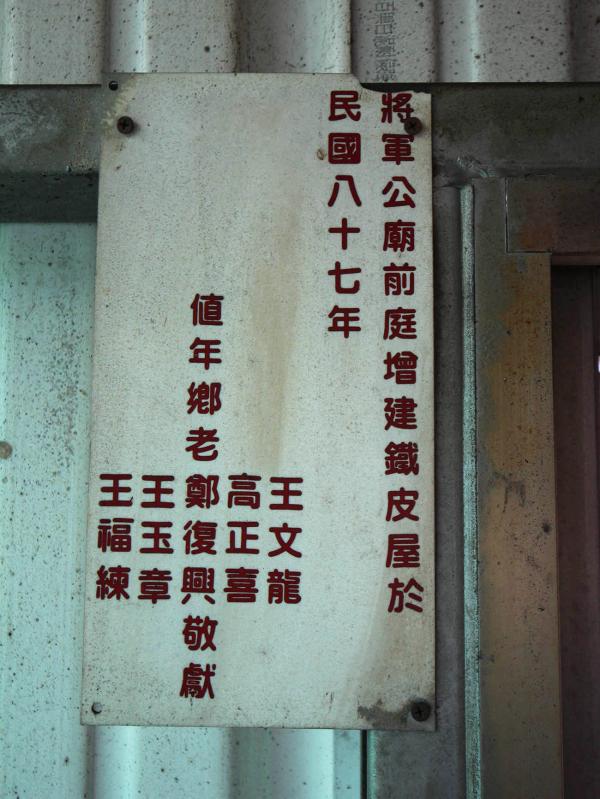 將軍公廟前庭增建鐵皮屋於
民國八十七年
王文龍
高正喜
值年鄉老鄭復興敬獻
王玉章
王福練